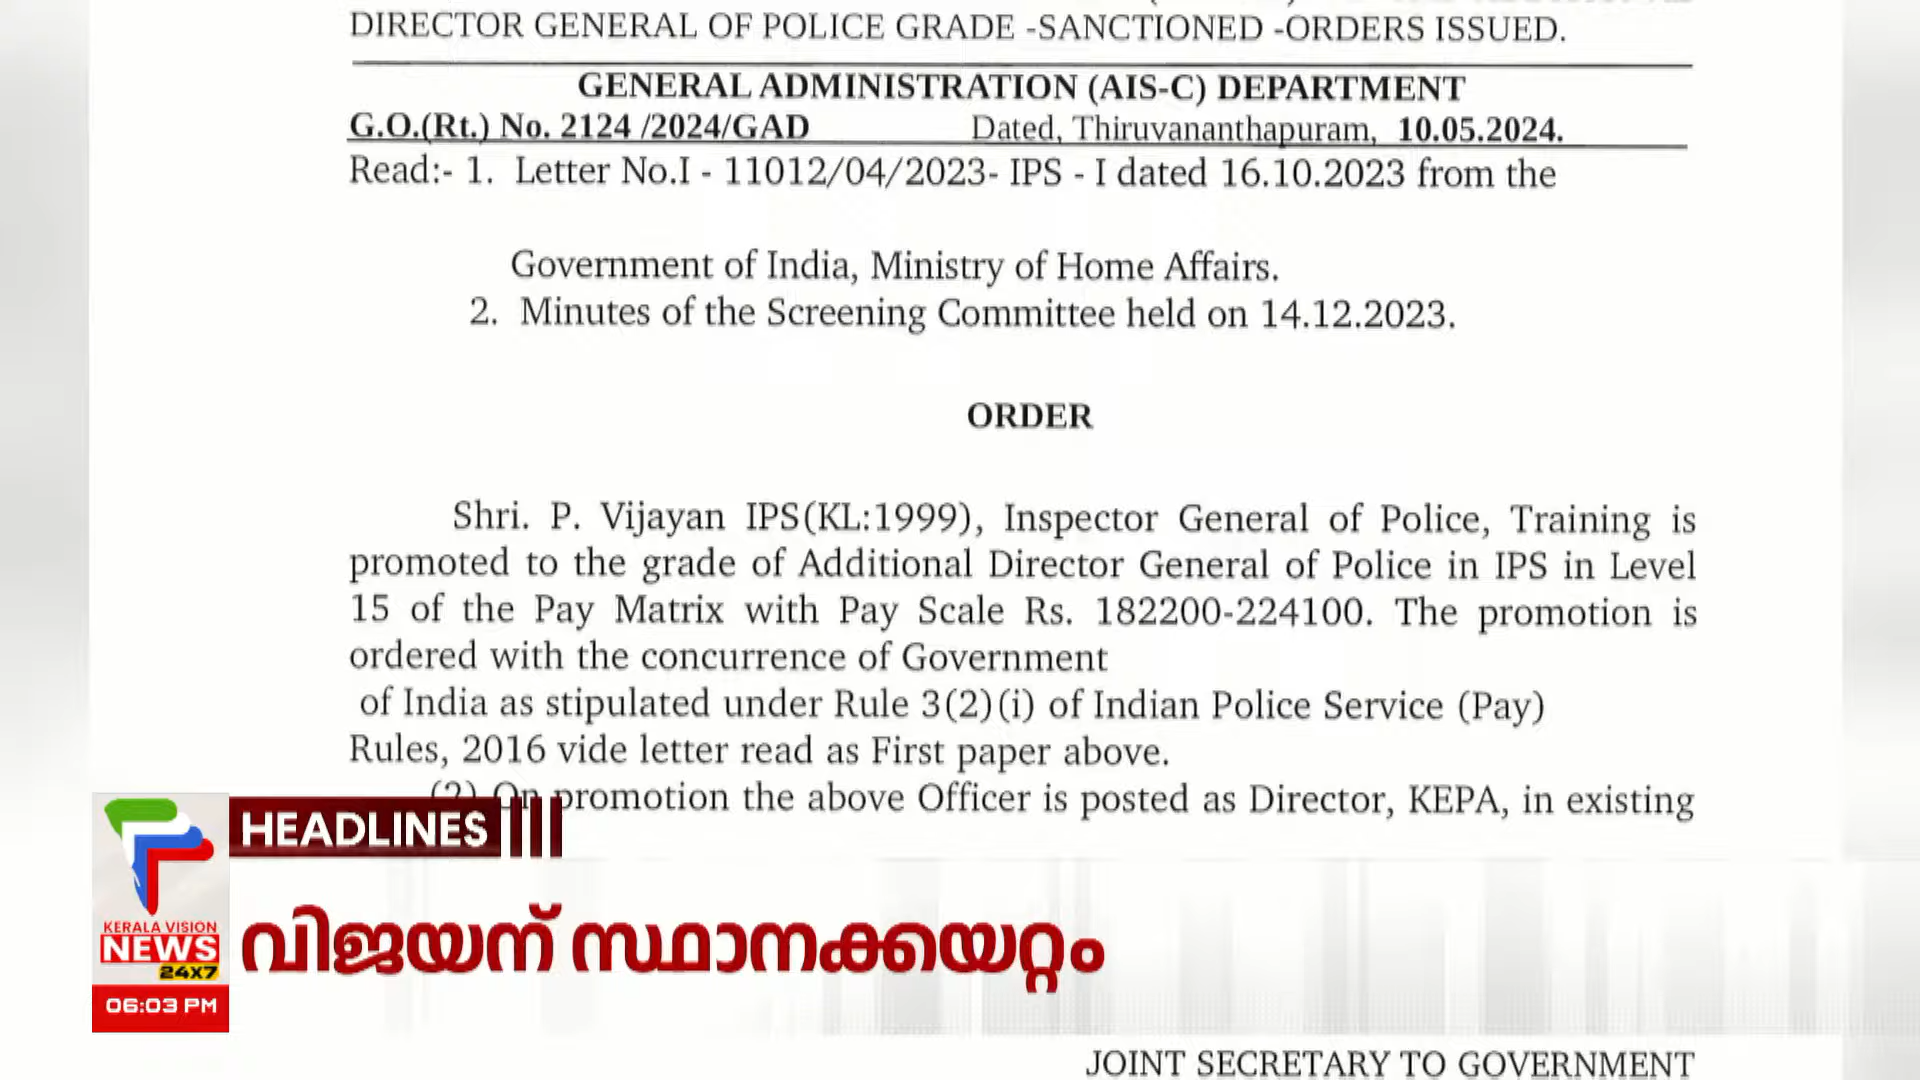 DIRECTOR GENERAL OF POLICE GRADE -SANCTIONED -ORDERS ISSUED.
GENERAL ADMINISTRATION (AIS-C) DEPARTMENT
G.O.(Rt.) No. 2124 /2024/GAD Dated, Thiruvananthapuram, 10.05.2024.
Read:- 1. Letter No.I - 11012/04/2023- IPS - I dated 16.10.2023 from the
Government of India, Ministry of Home Affairs.
2. Minutes of the Screening Committee held on 14.12.2023.
ORDER
Shri. P. Vijayan IPS(KL:1999), Inspector General of Police, Training is
promoted to the grade of Additional Director General of Police in IPS in Level
15 of the Pay Matrix with Pay Scale Rs. 182200-224100. The promotion is
ordered with the concurrence of Government
of India as stipulated under Rule 3(2)(i) of Indian Police Service (Pay)
Rules, 2016 vide letter read as First paper above.
(2) On promotion the above Officer is posted as Director, KEPA, in existing
HEADLINES
KERALA VISION
NEWS
24X7
വിജയന് സ്ഥാനക്കയറ്റം
06:03 PM
JOINT SECRETARY TO GOVERNMENT